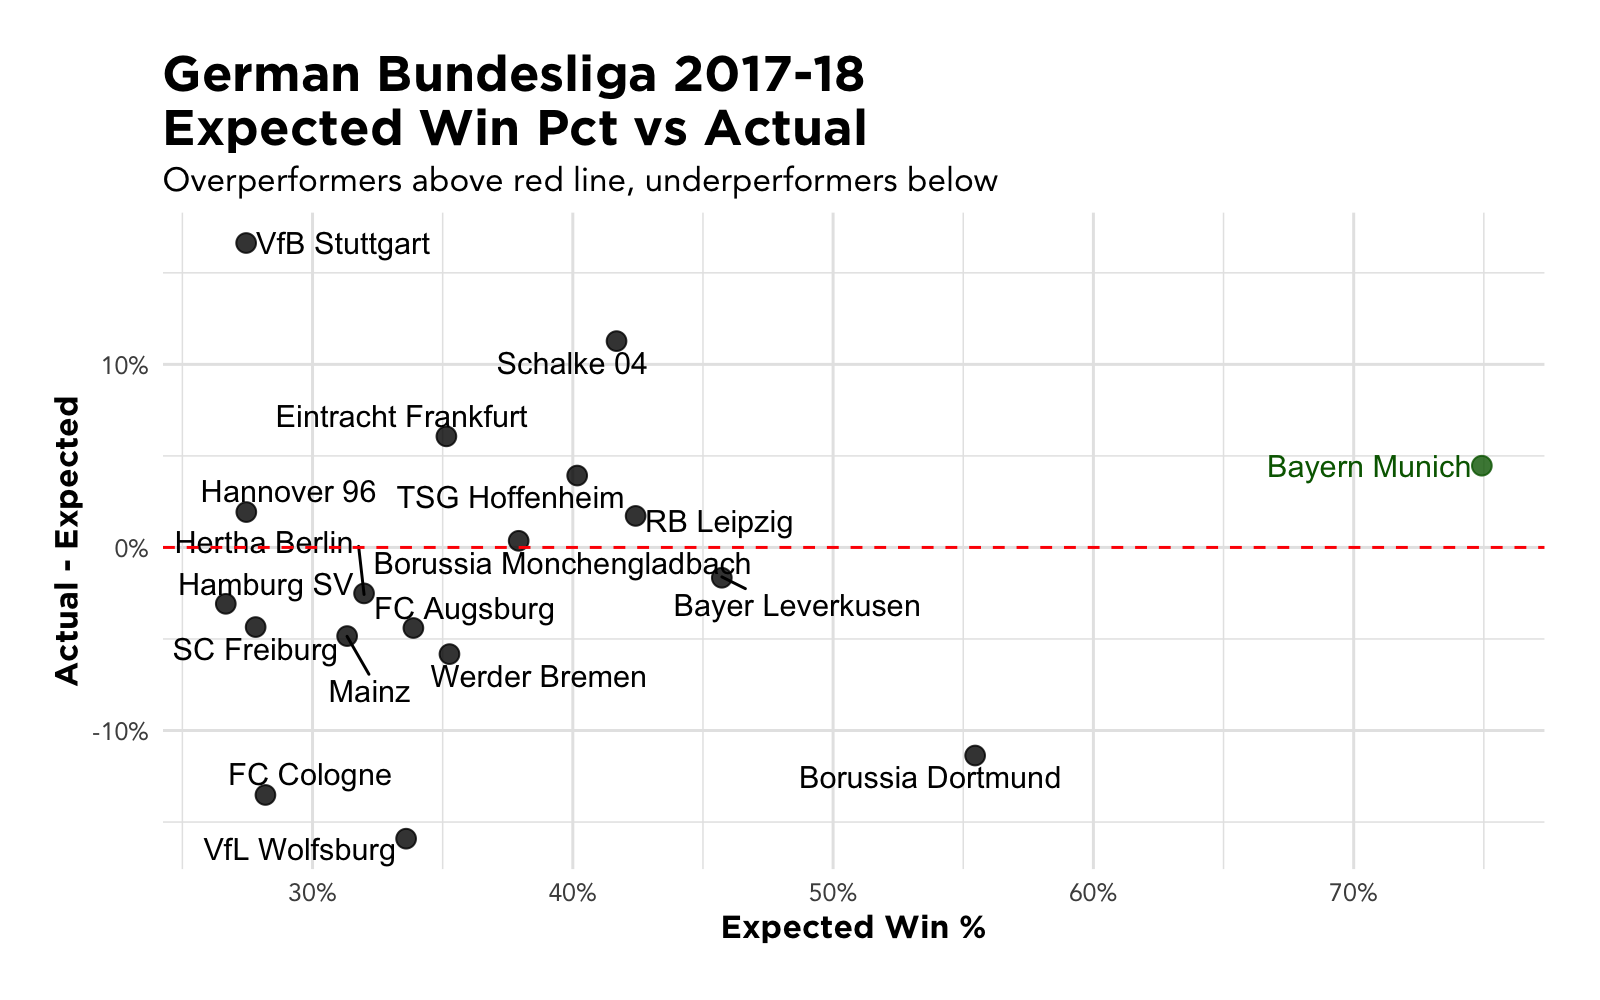 German Bundesliga 2017-18
Expected Win Pct vs Actual
Overperformers above red line, underperformers below
VfB Stuttgart
Schalke 04
10%
Eintracht Frankfurt
Bayern Munich
Hannover 96
TSG Hoffenheim
RB Leipzig
Hertha Berlin
0%
Borussia Monchengladbach
Hamburg SV
Bayer Leverkusen
FC Augsburg
SC Freiburg
Werder Bremen
Mainz
-10%
FC Cologne
Borussia Dortmund
VfL Wolfsburg
Actual - Expected
30%
40%
50%
60%
70%
Expected Win %